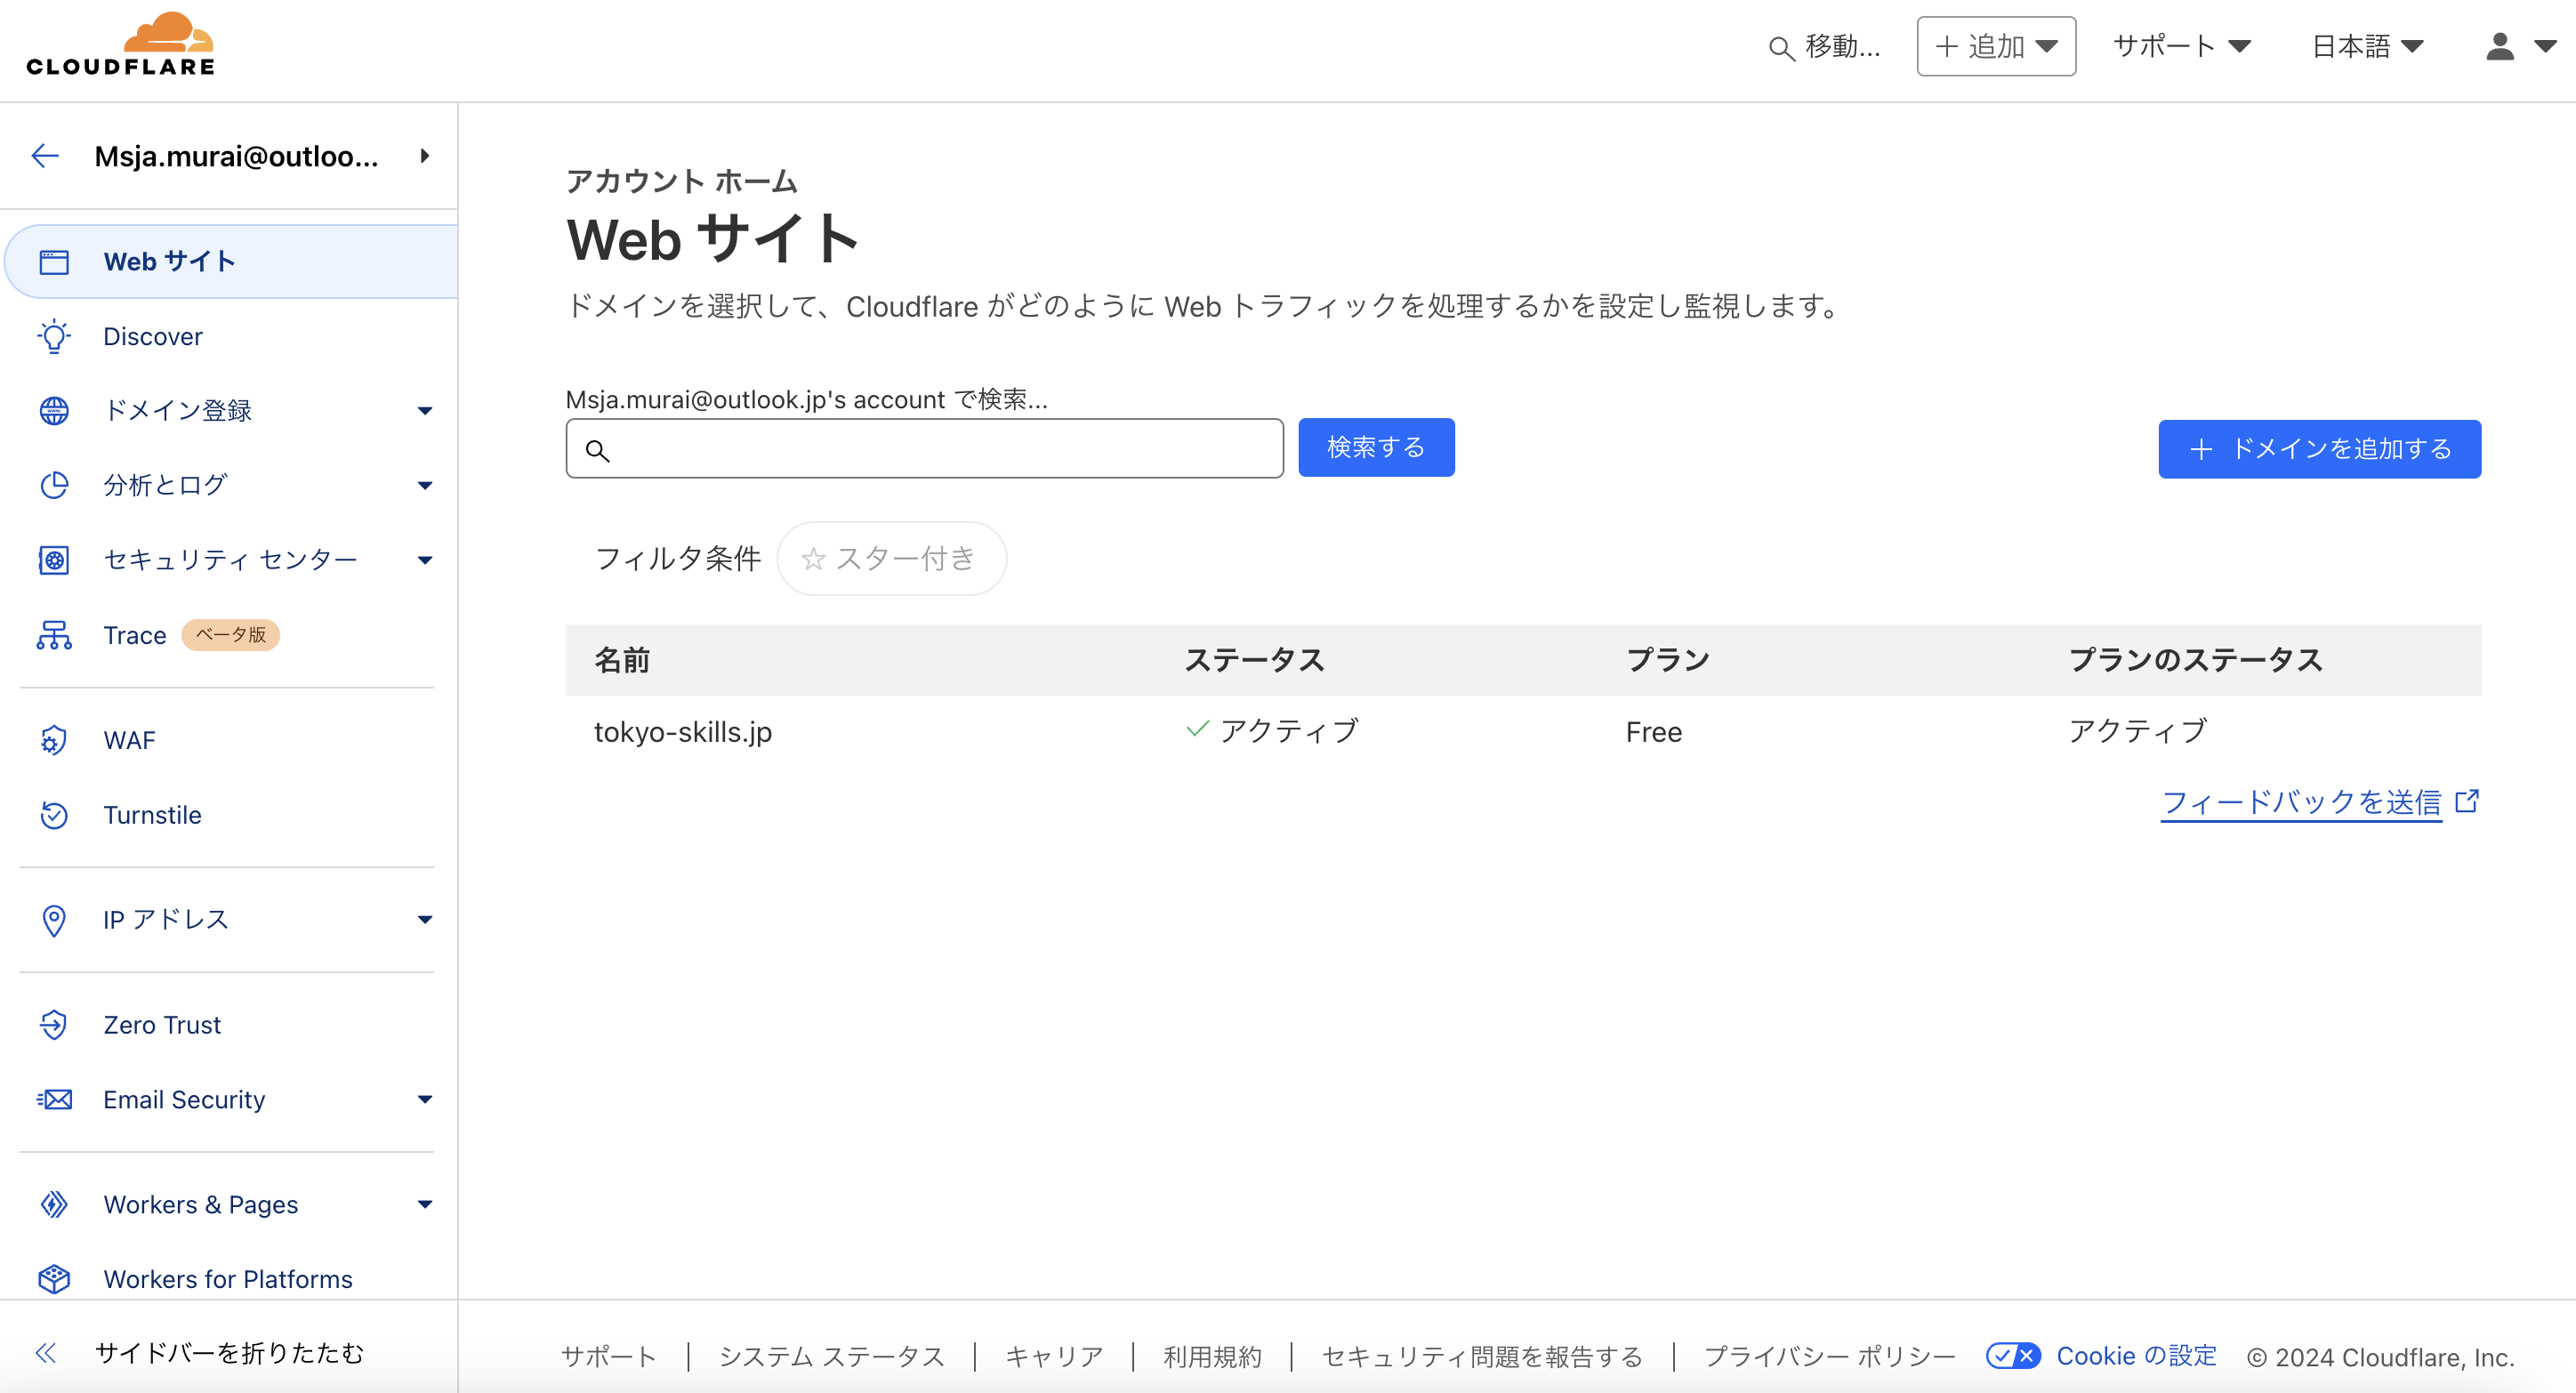 CLOUDFLARE
移動...
追加
サポート
日本語
Msja.murai@outloo...
Web サイト
Discover
ドメイン登録
分析とログ
セキュリティ センター
Trace ベータ版
WAF
Turnstile
IP アドレス
Zero Trust
Email Security
Workers & Pages
Workers for Platforms
サイドバーを折りたたむ
アカウント ホーム
Web サイト
ドメインを選択して、Cloudflare がどのように Web トラフィックを処理するかを設定し監視します。
Msja.murai@outlook.jp's account で検索...
検索する
ドメインを追加する
フィルタ条件 スター付き
名前 ステータス プラン プランのステータス
tokyo-skills.jp アクティブ Free アクティブ
フィードバックを送信
サポート | システム ステータス | キャリア | 利用規約 | セキュリティ問題を報告する | プライバシー ポリシー Cookie の設定 © 2024 Cloudflare, Inc.